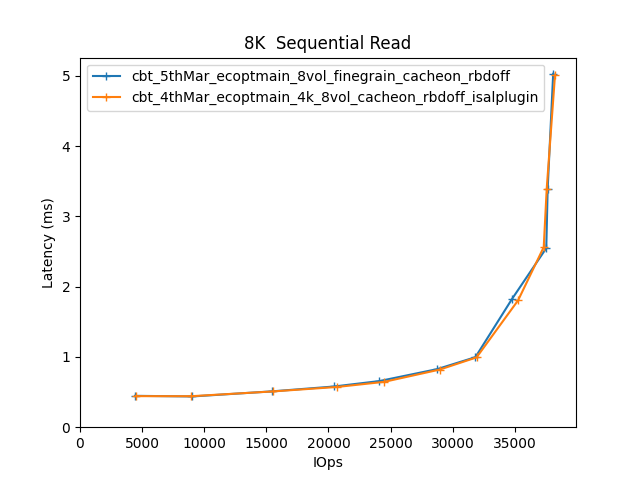 8K  Sequential Read
cbt_5thMar_ecoptmain_8vol_finegrain_cacheon_rbdoff
cbt_4thMar_ecoptmain_4k_8vol_cacheon_rbdoff_isalplugin
Latency (ms)
5
4
3
2
1
0
0 5000 10000 15000 20000 25000 30000 35000
IOps